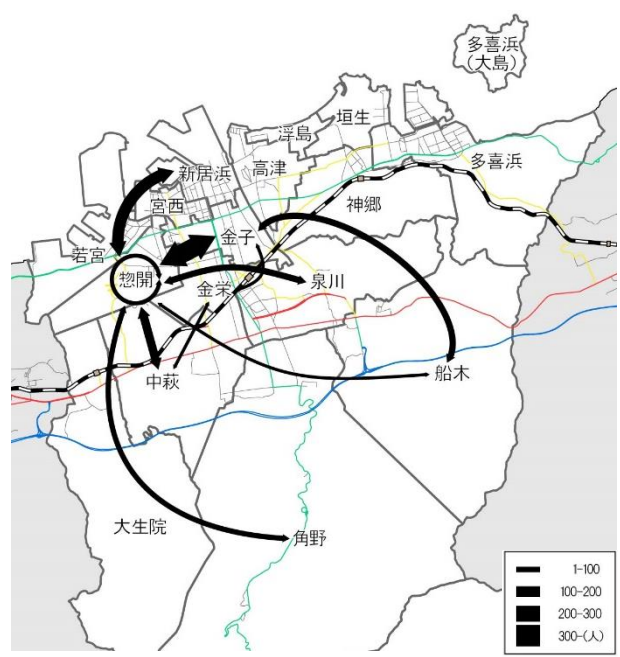 多喜浜
(大島)
垣生
浮島
新居浜
高津
多喜浜
宮西
神郷
金子
若宮
惣開
金栄
泉川
中萩
船木
大生院
角野
1-100
100-200
200-300
300-(人)